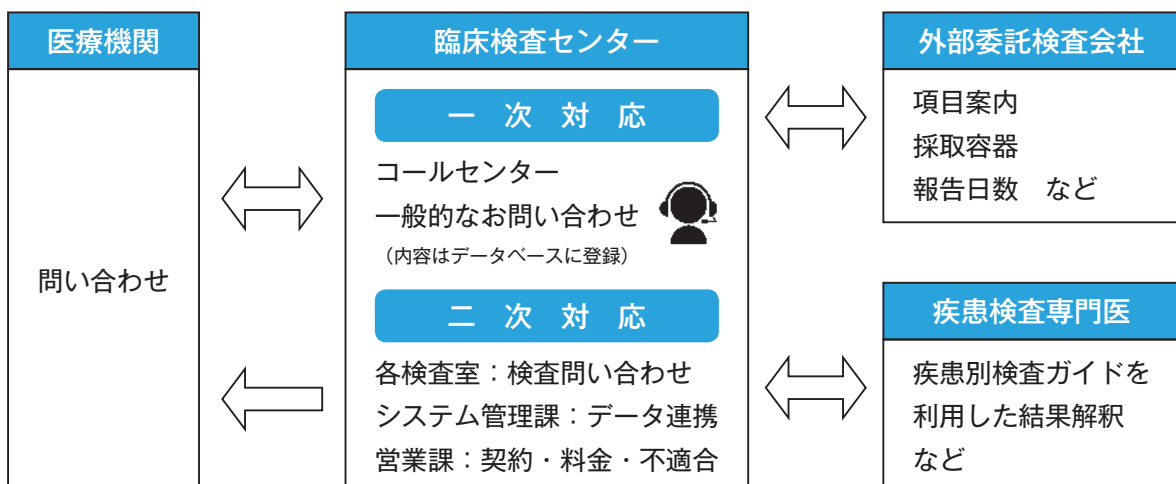 医療機関
問い合わせ
臨床検査センター
一次対応
コールセンター
一般的なお問い合わせ
（内容はデータベースに登録）
二次対応
各検査室：検査問い合わせ
システム管理課：データ連携
営業課：契約・料金・不適合
外部委託検査会社
項目案内
採取容器
報告日数　など
疾患検査専門医
疾患別検査ガイドを
利用した結果解釈
など